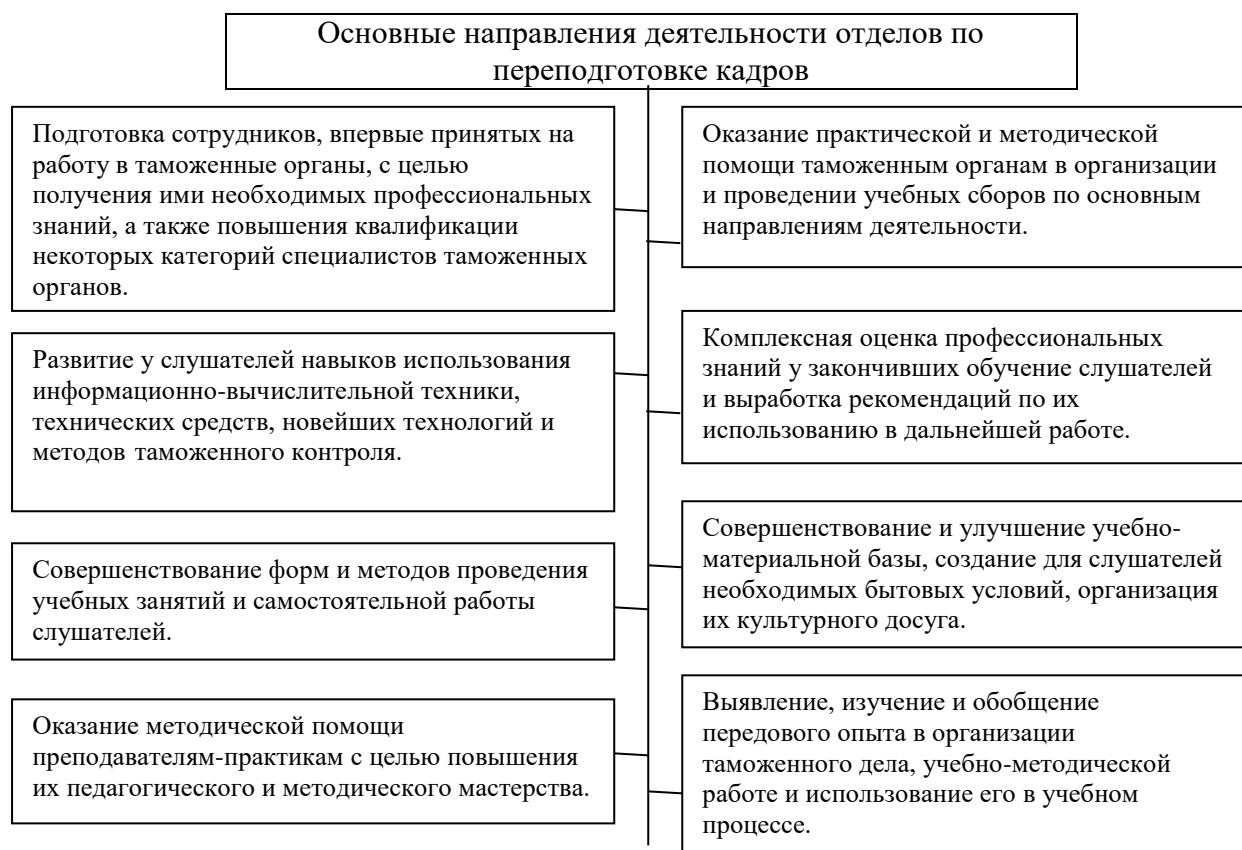 Основные направления деятельности отделов по
переподготовке кадров
Подготовка сотрудников, впервые принятых на
работу в таможенные органы, с целью
получения ими необходимых профессиональных
знаний, а также повышения квалификации
некоторых категорий специалистов таможенных
органов.
Развитие у слушателей навыков использования
информационно-вычислительной техники,
технических средств, новейших технологий и
методов таможенного контроля.
Совершенствование форм и методов проведения
учебных занятий и самостоятельной работы
слушателей.
Оказание методической помощи
преподавателям-практикам с целью повышения
их педагогического и методического мастерства.
Оказание практической и методической
помощи таможенным органам в организации
и проведении учебных сборов по основным
направлениям деятельности.
Комплексная оценка профессиональных
знаний у закончивших обучение слушателей
и выработка рекомендаций по их
использованию в дальнейшей работе.
Совершенствование и улучшение учебно-
материальной базы, создание для слушателей
необходимых бытовых условий, организация
их культурного досуга.
Выявление, изучение и обобщение
передового опыта в организации
таможенного дела, учебно-методической
работе и использование его в учебном
процессе.